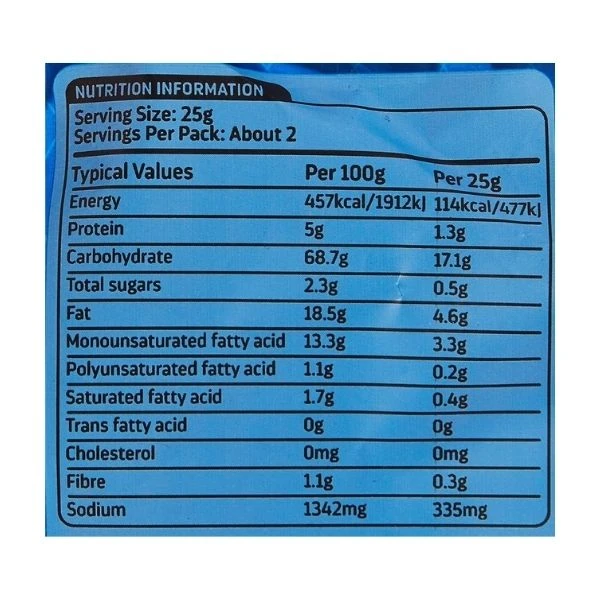 NUTRITION INFORMATION
Serving Size: 25g
Servings Per Pack: About 2
Typical Values Per 100g Per 25g
Energy 457kcal/1912kJ 114kcal/477kJ
Protein 5g 1.3g
Carbohydrate 68.7g 17.1g
Total sugars 2.3g 0.5g
Fat 18.5g 4.6g
Monounsaturated fatty acid 13.3g 3.3g
Polyunsaturated fatty acid 1.1g 0.2g
Saturated fatty acid 1.7g 0.4g
Trans fatty acid 0g 0g
Cholesterol 0mg 0mg
Fibre 1.1g 0.3g
Sodium 1342mg 335mg